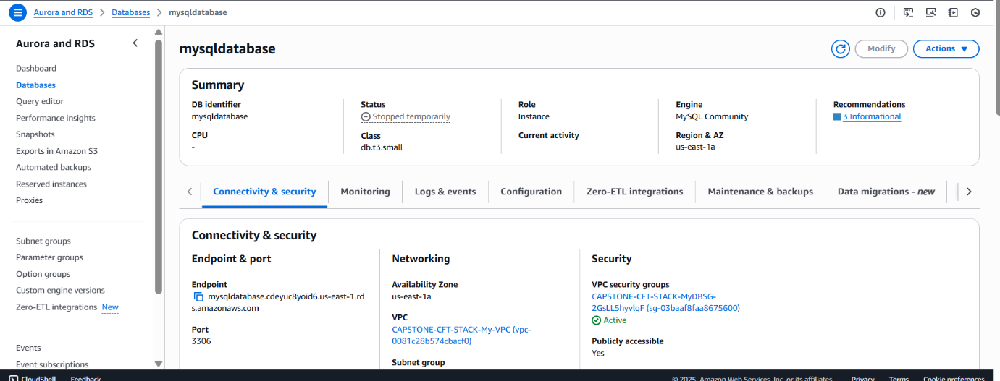 Aurora and RDS > Databases > mysqldatabase
Aurora and RDS
Dashboard
Databases
Query editor
Performance insights
Snapshots
Exports in Amazon S3
Automated backups
Reserved instances
Proxies
Subnet groups
Parameter groups
Option groups
Custom engine versions
Zero-ETL integrations New
Events
Event subscriptions
mysqldatabase
Modify
Actions
Summary
DB identifier
mysqldatabase
CPU
-
Status
Stopped temporarily
Class
db.t3.small
Role
Instance
Current activity
Engine
MySQL Community
Region & AZ
us-east-1a
Recommendations
3 Informational
Connectivity & security
Monitoring
Logs & events
Configuration
Zero-ETL integrations
Maintenance & backups
Data migrations - new
Connectivity & security
Endpoint & port
Endpoint
mysqldatabase.cdeyuc8yoid6.us-east-1.rd
s.amazonaws.com
Port
3306
Networking
Availability Zone
us-east-1a
VPC
CAPSTONE-CFT-STACK-My-VPC (vpc-
0081c28b574cbacf0)
Subnet group
Security
VPC security groups
CAPSTONE-CFT-STACK-MyDBSG-
2GsLL5hyvlqF (sg-03baaf8faa8675600)
Active
Publicly accessible
Yes
CloudShell
Feedback
© 2025, Amazon Web Services, Inc. or its affiliates.
Privacy
Terms
Cookie preferences